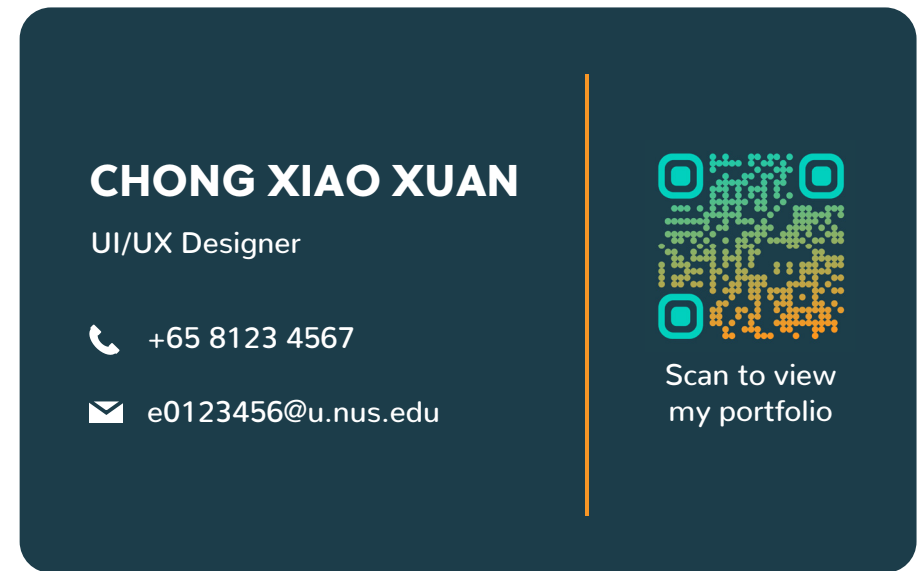 CHONG XIAO XUAN
UI/UX Designer
+65 8123 4567
e0123456@u.nus.edu
Scan to view
my portfolio